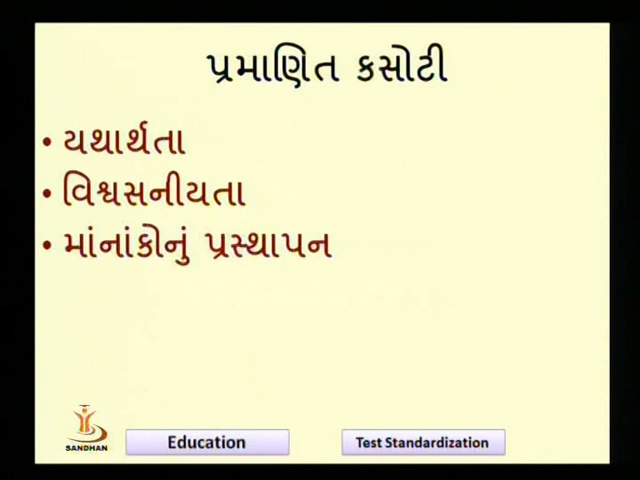 પ્રમાણિત કસોટી
• યથાર્થતા
• વિશ્વસનીયતા
• માંનાંકોનું પ્રસ્થાપન
SANDHAN
Education
Test Standardization